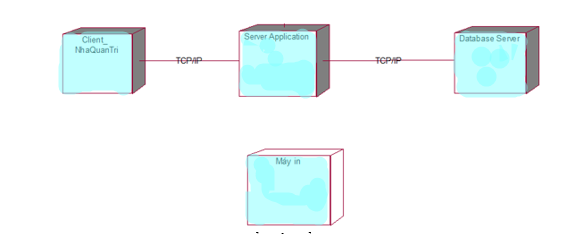 Client_
NhaQuanTri
TCP/IP
Server Application
TCP/IP
Database Server
Máy in